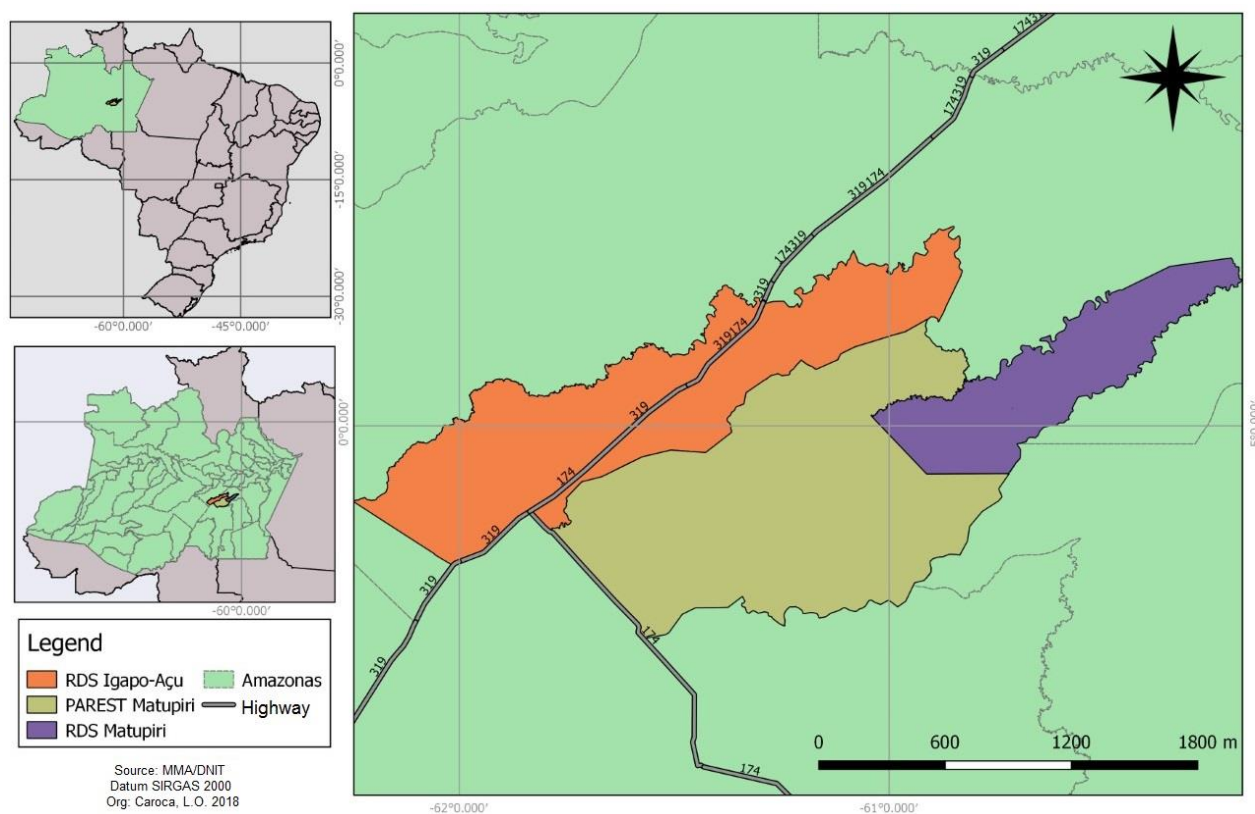 0°0.000'
-15°0.000'
-30°0.000'
-60°0.000'
-45°0.000'
0°0.000'
-60°0.000'
Legend
RDS Igapo-Açu
PAREST Matupiri
RDS Matupiri
Amazonas
Highway
Source: MMA/DNIT
Datum SIRGAS 2000
Org: Caroca, L.O. 2018
319
174319
319174
174319
319
319174
319
174
319
319
319
174
174
0
600
1200
1800 m
-62°0.000'
-61°0.000'